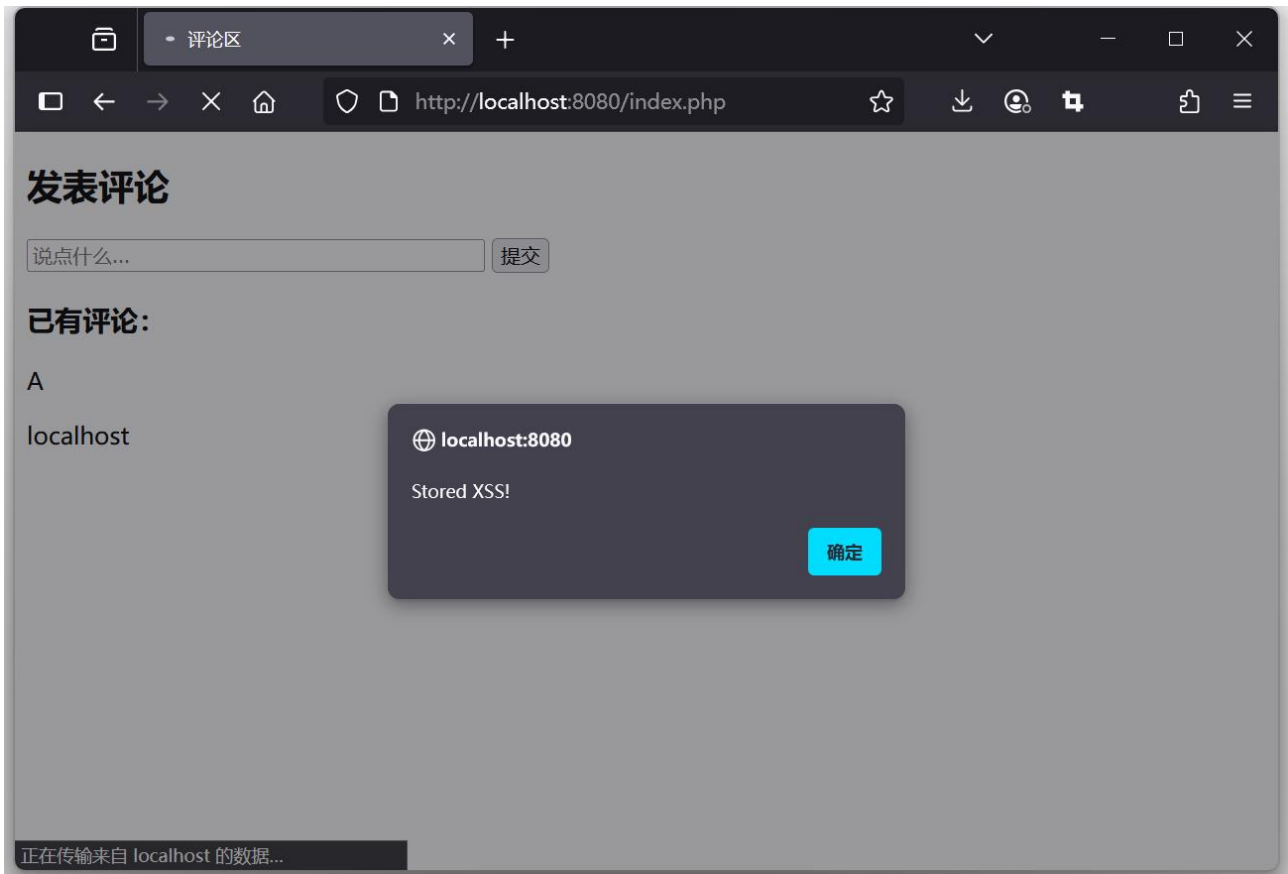 评论区
http://localhost:8080/index.php
发表评论
说点什么... 提交
已有评论：
A
localhost
localhost:8080
Stored XSS!
确定
正在传输来自 localhost 的数据...